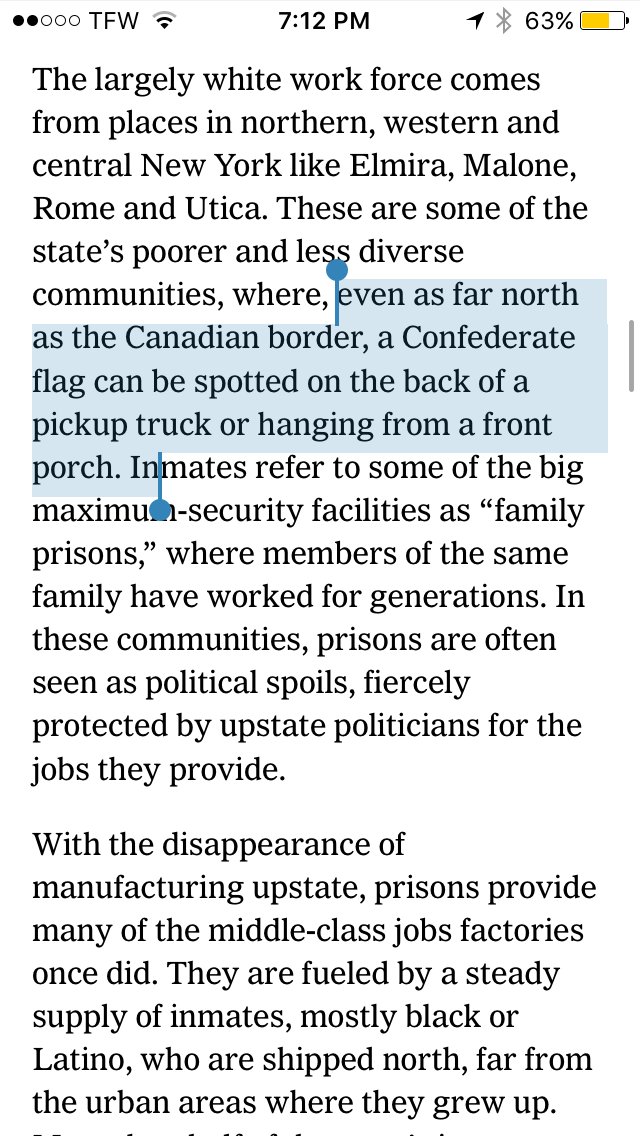 TFW 7:12 PM 63%
The largely white work force comes
from places in northern, western and
central New York like Elmira, Malone,
Rome and Utica. These are some of the
state’s poorer and less diverse
communities, where, even as far north
as the Canadian border, a Confederate
flag can be spotted on the back of a
pickup truck or hanging from a front
porch. Inmates refer to some of the big
maximum-security facilities as “family
prisons,” where members of the same
family have worked for generations. In
these communities, prisons are often
seen as political spoils, fiercely
protected by upstate politicians for the
jobs they provide.
With the disappearance of
manufacturing upstate, prisons provide
many of the middle-class jobs factories
once did. They are fueled by a steady
supply of inmates, mostly black or
Latino, who are shipped north, far from
the urban areas where they grew up.